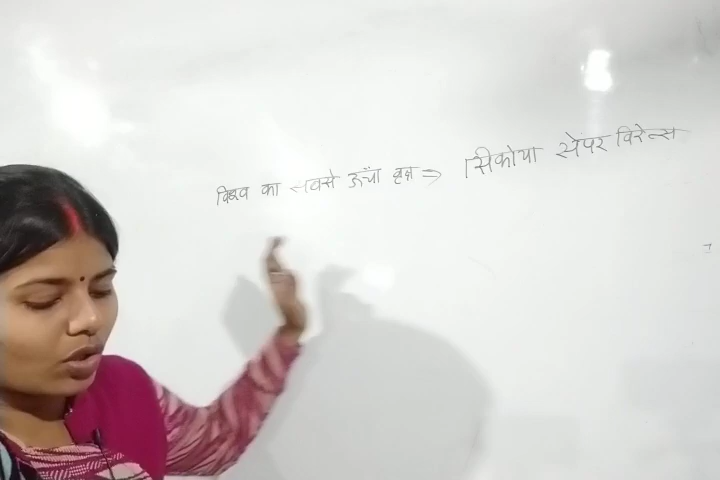 विश्व का सबसे ऊँचा वृक्ष ⇒ सिकोया सेंपर विरेन्स